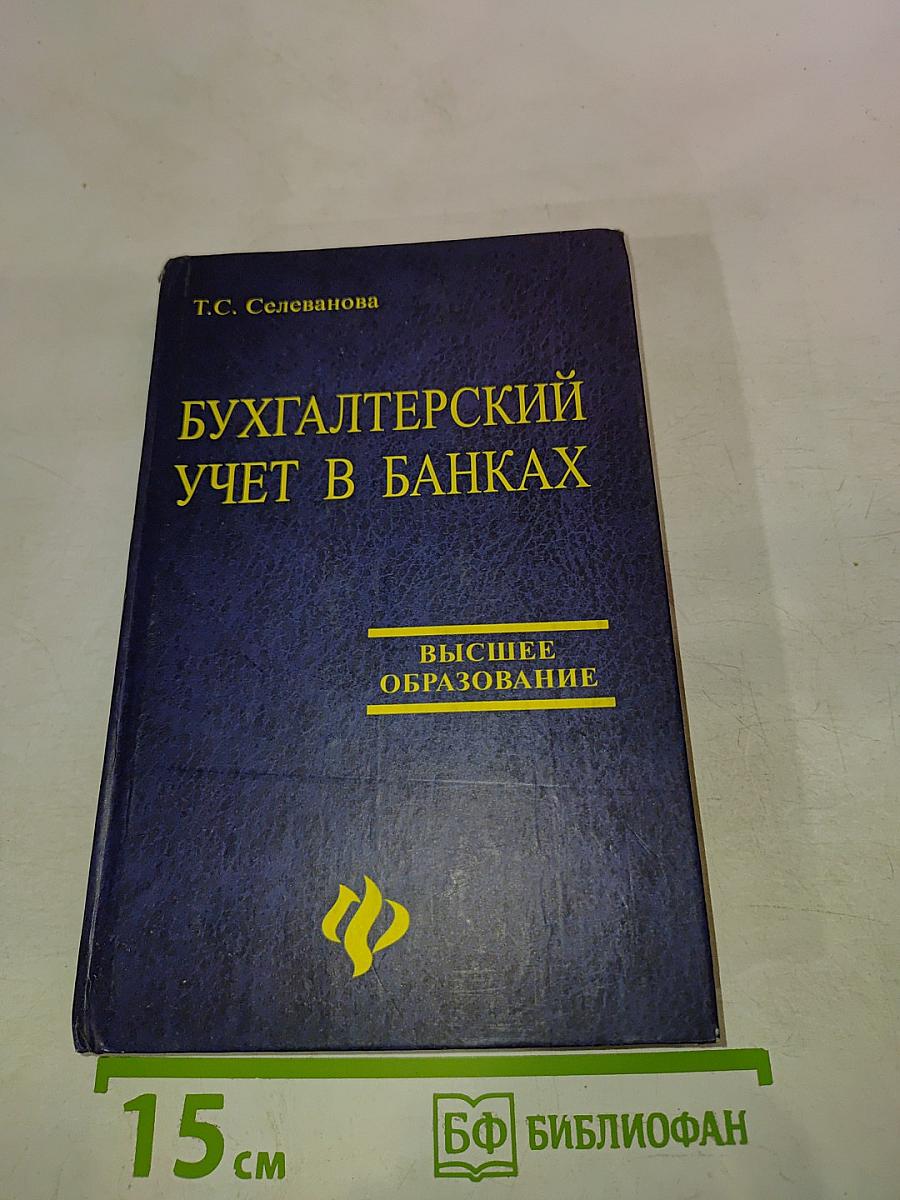 Т.С. Селеванова
БУХГАЛТЕРСКИЙ
УЧЕТ В БАНКАХ
ВЫСШЕЕ
ОБРАЗОВАНИЕ
15 см
БФ БИБЛИОФАН